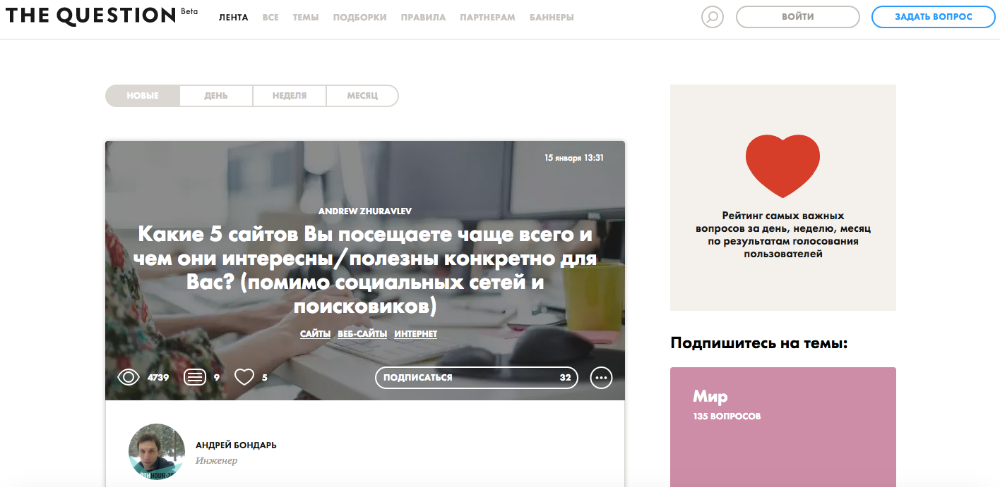 THE QUESTION Beta
ЛЕНТА ВСЕ ТЕМЫ ПОДБОРКИ ПРАВИЛА ПАРТНЕРАМ БАННЕРЫ
ВОЙТИ
ЗАДАТЬ ВОПРОС
НОВЫЕ ДЕНЬ НЕДЕЛЯ МЕСЯЦ
15 января 13:31
ANDREW ZHURAVLEV
Какие 5 сайтов Вы посещаете чаще всего и
чем они интересны/полезны конкретно для
Вас? (помимо социальных сетей и
поисковиков)
САЙТЫ ВЕБ-САЙТЫ ИНТЕРНЕТ
4739 9 5
ПОДПИСАТЬСЯ 32
АНДРЕЙ БОНДАРЬ
Инженер
Рейтинг самых важных
вопросов за день, неделю, месяц
по результатам голосования
пользователей
Подпишитесь на темы:
Мир
135 ВОПРОСОВ